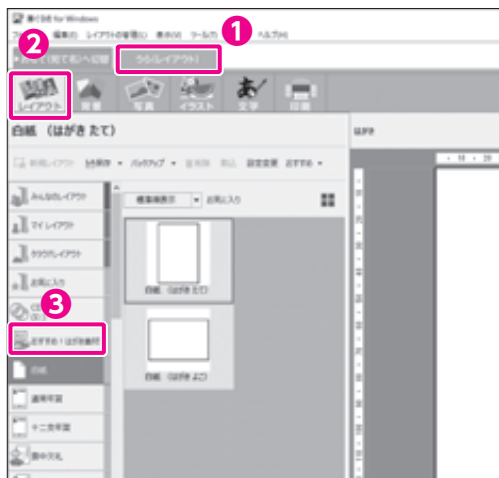 筆ぐるめ for Windows
編集(E) レイアウトの管理(L) 表示(V) ツール(T) ヘルプ(H)
2
1
おもて(宛て名)へ切替
うら(レイアウト)
レイアウト 背景 写真 イラスト 文字 印刷
白紙 (はがき たて)
はがき
新規レイアウト 上書き保存 バックアップ 設定変更 おすすめ
みんなのレイアウト
標準順表示 お気に入り
マイ レイアウト
クラウドレイアウト
お気に入り
白紙 (はがき たて)
3
おすすめ!はがき素材
白紙
白紙 (はがき よこ)
通常年賀
十二支年賀
喪中欠礼